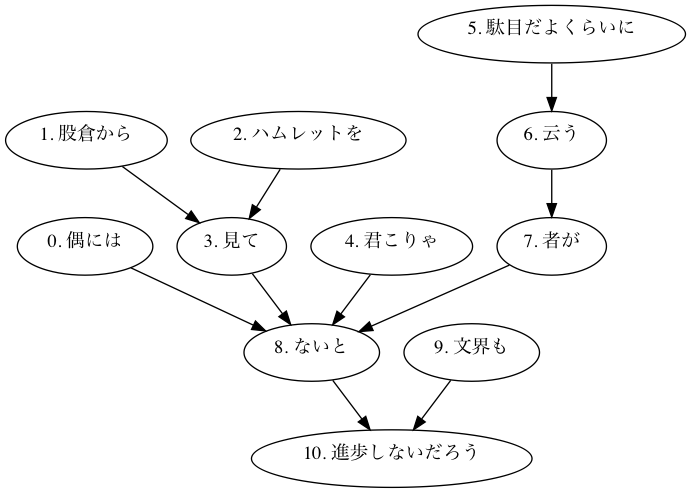 5. 駄目だよくらいに
1. 股倉から
2. ハムレットを
6. 云う
0. 偶には
3. 見て
4. 君こりゃ
7. 者が
8. ないと
9. 文界も
10. 進歩しないだろう